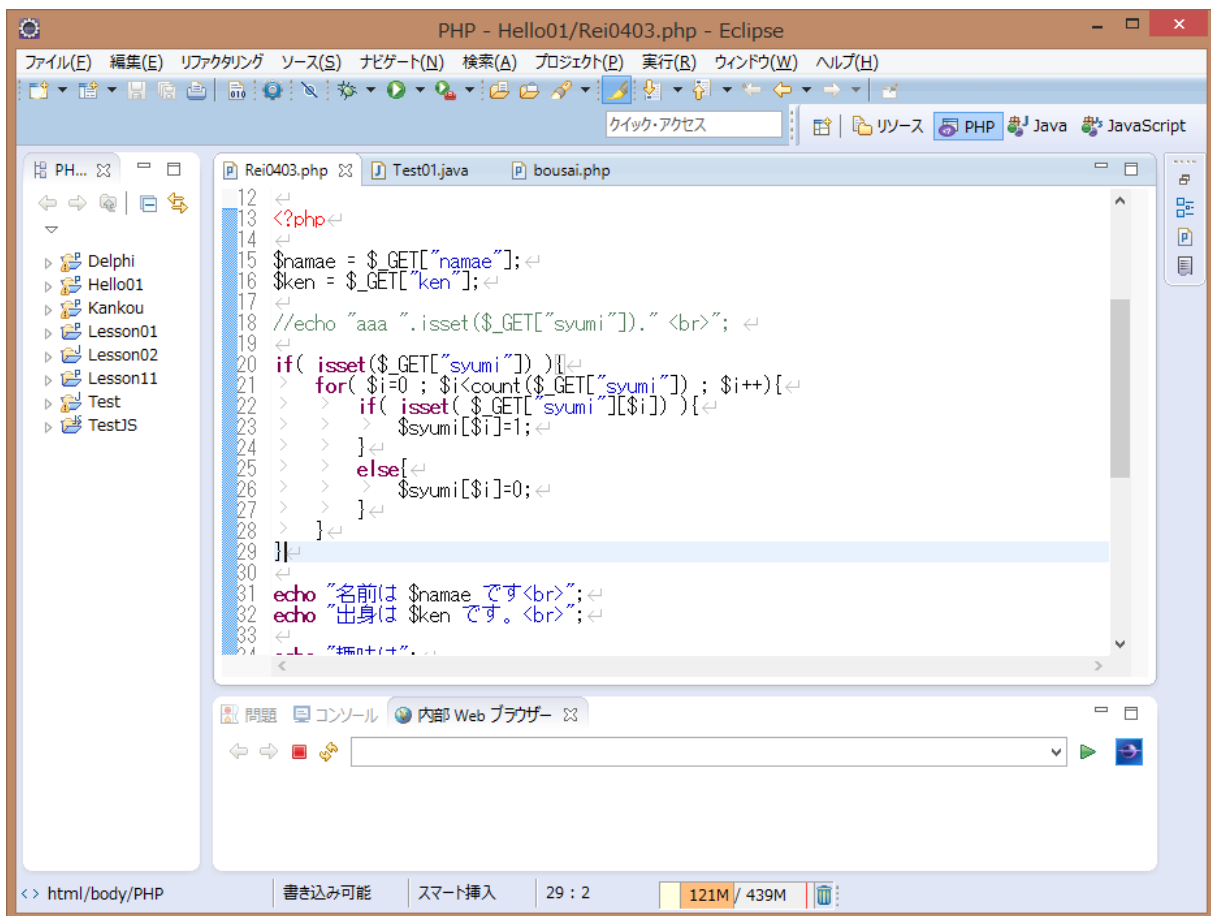 PHP - Hello01/Rei0403.php - Eclipse
ファイル(F) 編集(E) リファクタリング ソース(S) ナビゲート(N) 検索(A) プロジェクト(P) 実行(R) ウィンドウ(W) ヘルプ(H)
クイック・アクセス リソース PHP Java JavaScript
PH...
Delphi
Hello01
Kankou
Lesson01
Lesson02
Lesson11
Test
TestJS
Rei0403.php Test01.java bousai.php
12
13 <?php
14
15 $namae = $_GET["namae"];
16 $ken = $_GET["ken"];
17
18 //echo "aaa ".isset($_GET["syumi"])." <br>";
19
20 if( isset($_GET["syumi"]) ){
21 for( $i=0 ; $i<count($_GET["syumi"]) ; $i++){
22 if( isset( $_GET["syumi"][$i]) ){
23 $syumi[$i]=1;
24 }
25 else{
26 $syumi[$i]=0;
27 }
28 }
29 }
30
31 echo "名前は $namae です<br>";
32 echo "出身は $ken です。<br>";
33
34 echo "趣味は";
問題 コンソール 内部 Web ブラウザー
html/body/PHP 書き込み可能 スマート挿入 29 : 2 121M / 439M